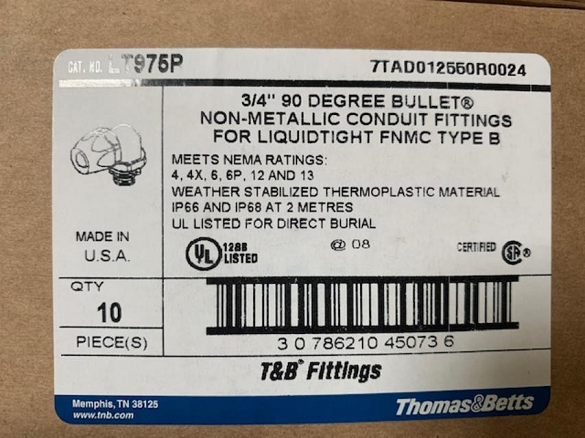 CAT. NO. LT975P
7TAD012550R0024
3/4" 90 DEGREE BULLET®
NON-METALLIC CONDUIT FITTINGS
FOR LIQUIDTIGHT FNMC TYPE B
MEETS NEMA RATINGS:
4, 4X, 6, 6P, 12 AND 13
WEATHER STABILIZED THERMOPLASTIC MATERIAL
IP66 AND IP68 AT 2 METRES
UL LISTED FOR DIRECT BURIAL
MADE IN
U.S.A.
UL 128B
LISTED
@ 08
CERTIFIED SA®
QTY
10
PIECE(S)
3 0 786210 45073 6
T&B® Fittings
Memphis, TN 38125
www.tnb.com
Thomas&Betts